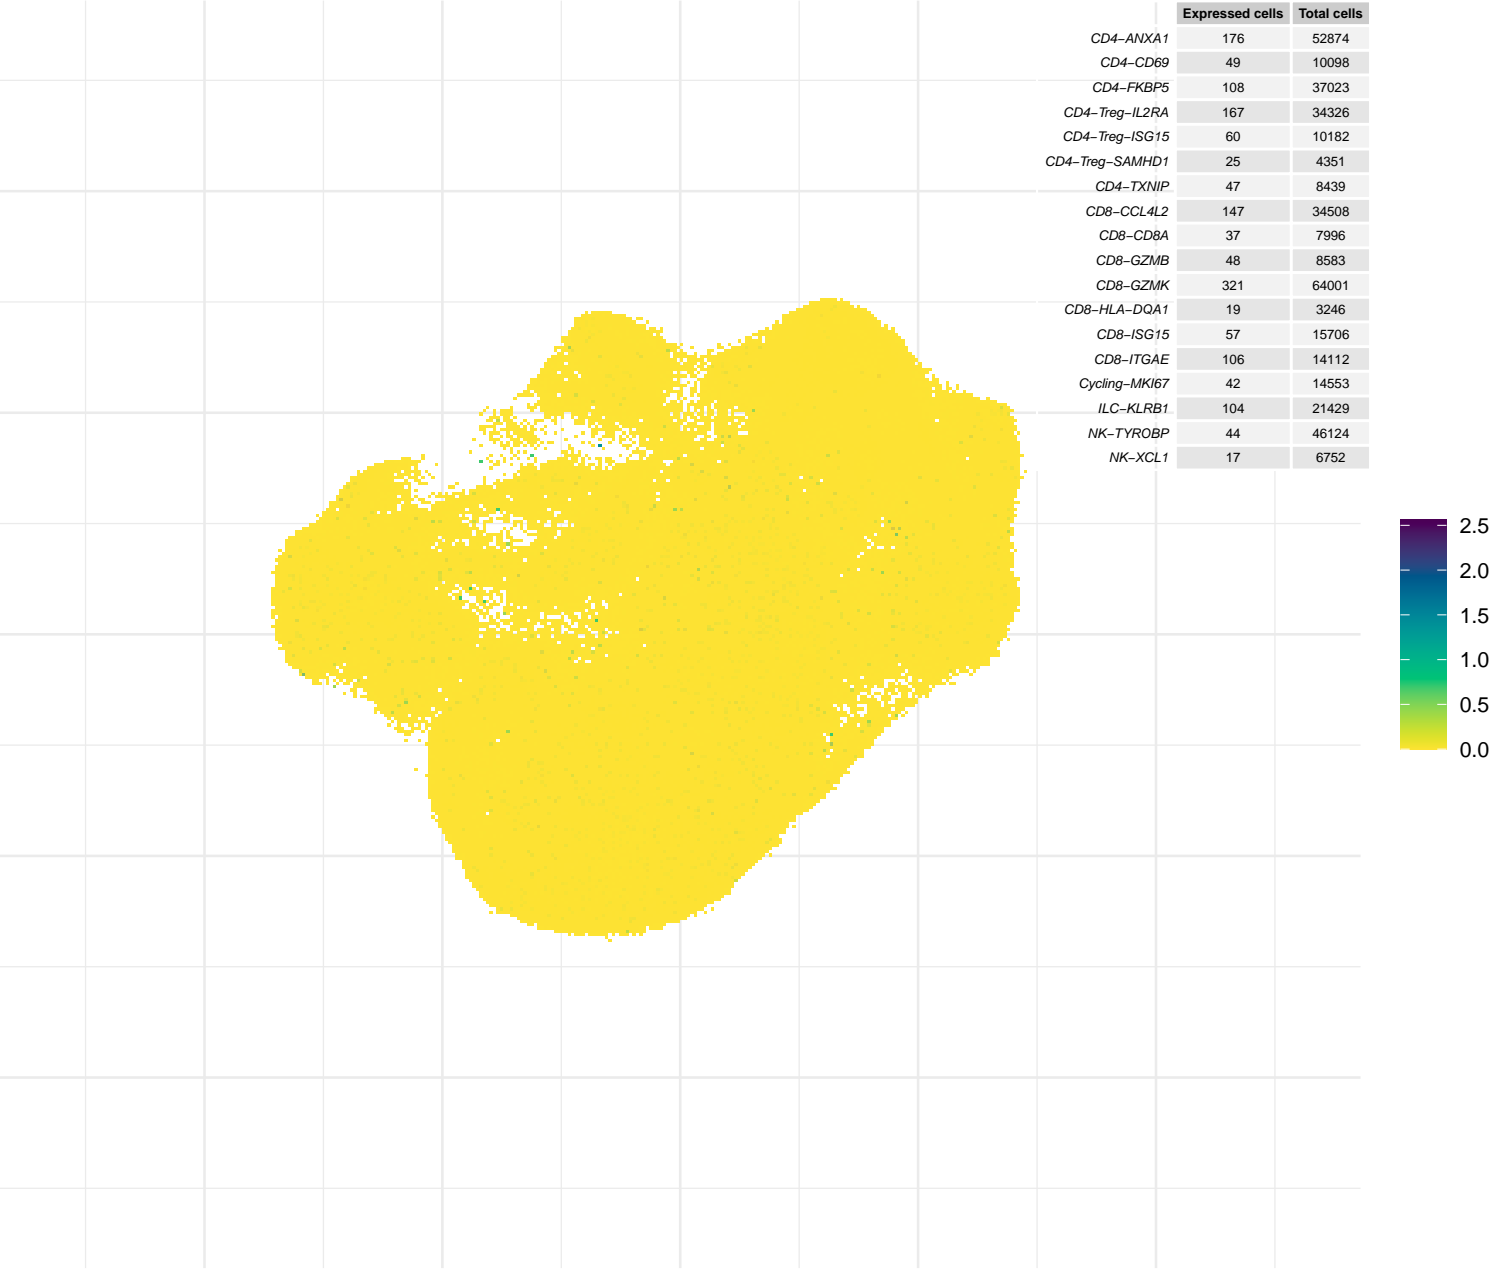 Expressed cells Total cells
CD4−ANXA1 176 52874
CD4−CD69 49 10098
CD4−FKBP5 108 37023
CD4−Treg−IL2RA 167 34326
CD4−Treg−ISG15 60 10182
CD4−Treg−SAMHD1 25 4351
CD4−TXNIP 47 8439
CD8−CCL4L2 147 34508
CD8−CD8A 37 7996
CD8−GZMB 48 8583
CD8−GZMK 321 64001
CD8−HLA−DQA1 19 3246
CD8−ISG15 57 15706
CD8−ITGAE 106 14112
Cycling−MKI67 42 14553
ILC−KLRB1 104 21429
NK−TYROBP 44 46124
NK−XCL1 17 6752
2.5
2.0
1.5
1.0
0.5
0.0